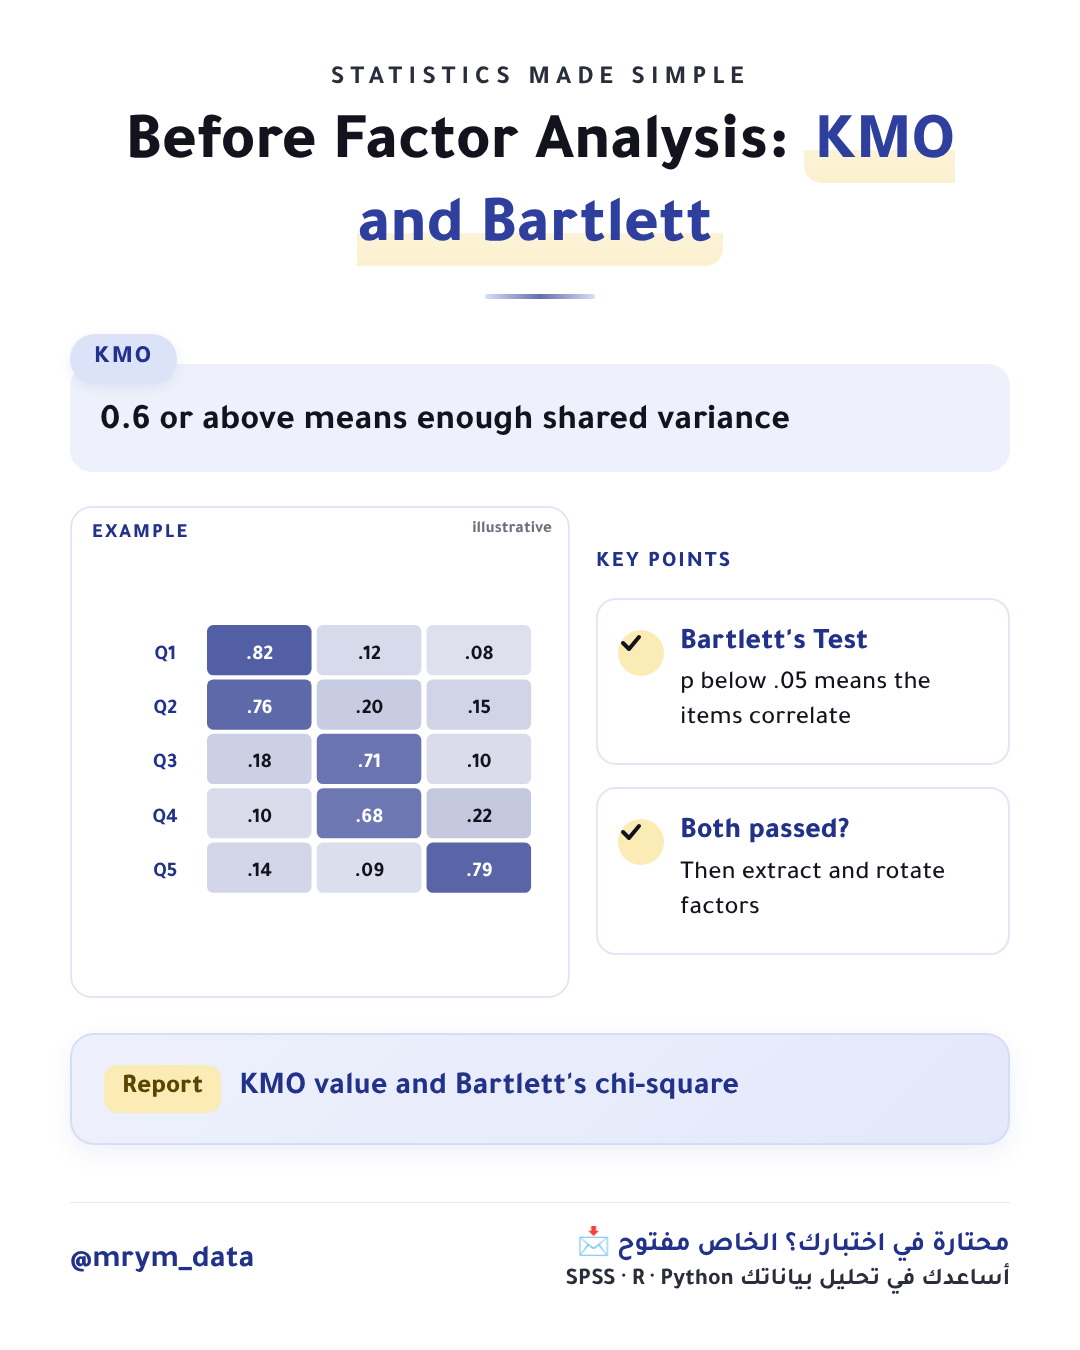 STATISTICS MADE SIMPLE
Before Factor Analysis: KMO
and Bartlett
KMO
0.6 or above means enough shared variance
EXAMPLE
illustrative
Q1 .82 .12 .08
Q2 .76 .20 .15
Q3 .18 .71 .10
Q4 .10 .68 .22
Q5 .14 .09 .79
KEY POINTS
Bartlett's Test
p below .05 means the
items correlate
Both passed?
Then extract and rotate
factors
Report KMO value and Bartlett's chi-square
@mrym_data
محتارة في اختبارك؟ الخاص مفتوح 📩
أساعدك في تحليل بياناتك SPSS · R · Python